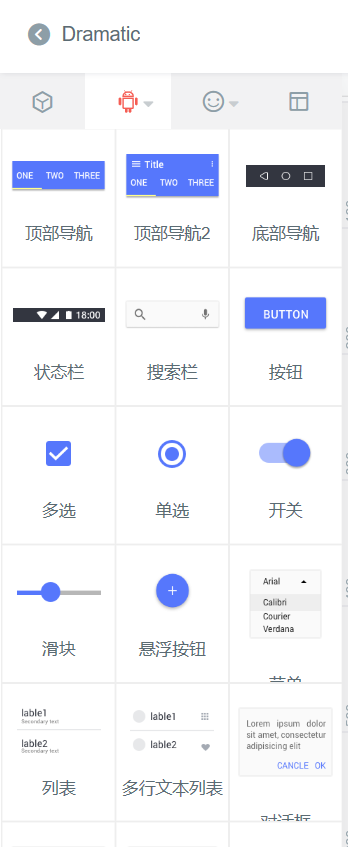 Dramatic
ONE TWO THREE
Title
ONE TWO THREE
顶部导航
顶部导航2
底部导航
18:00
BUTTON
状态栏
搜索栏
按钮
多选
单选
开关
Arial
Calibri
Courier
Verdana
滑块
悬浮按钮
菜单
lable1
Secondary text
lable2
Secondary text
lable1
lable2
Lorem ipsum dolor
sit amet, consectetur
adipisicing elit
CANCLE OK
列表
多行文本列表
对话框